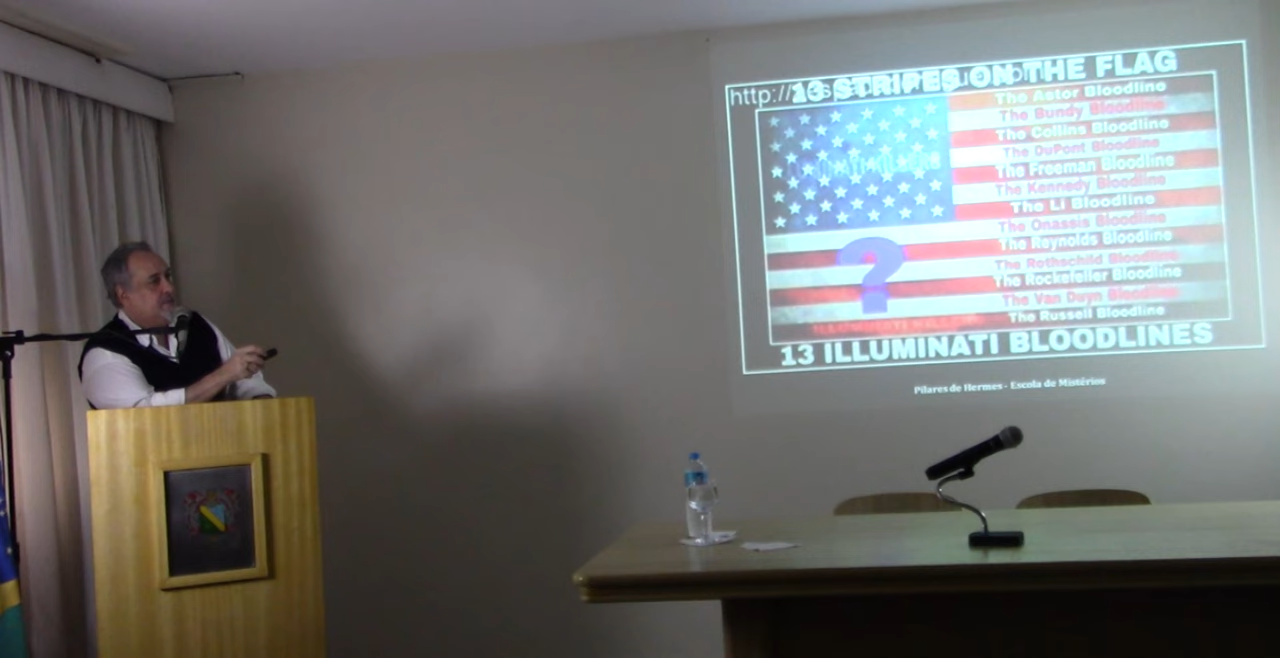 13 STRIPES ON THE FLAG
http://
The Astor Bloodline
The Bundy Bloodline
The Collins Bloodline
The DuPont Bloodline
The Freeman Bloodline
The Kennedy Bloodline
The Li Bloodline
The Onassis Bloodline
The Reynolds Bloodline
The Rothschild Bloodline
The Rockefeller Bloodline
The Van Duyn Bloodline
The Russell Bloodline
?
13 ILLUMINATI BLOODLINES
Pilares de Hermes - Escola de Mistérios